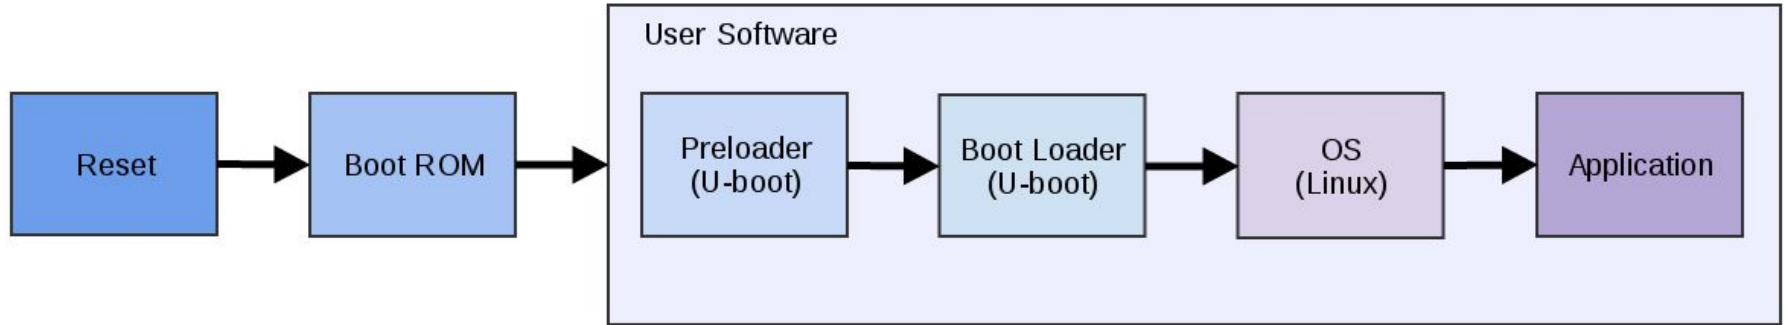 User Software
Reset
Boot ROM
Preloader
(U-boot)
Boot Loader
(U-boot)
OS
(Linux)
Application